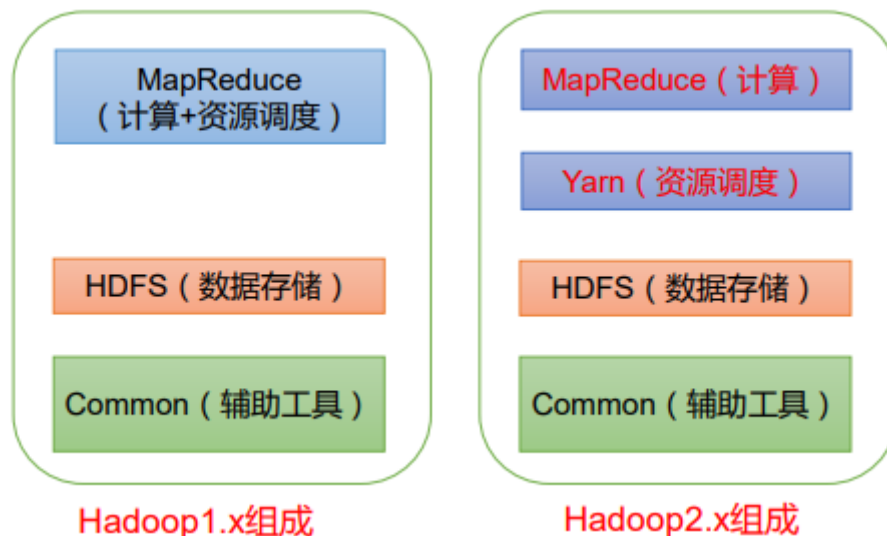 MapReduce
（计算+资源调度）
HDFS（数据存储）
Common（辅助工具）
Hadoop1.x组成
MapReduce（计算）
Yarn（资源调度）
HDFS（数据存储）
Common（辅助工具）
Hadoop2.x组成